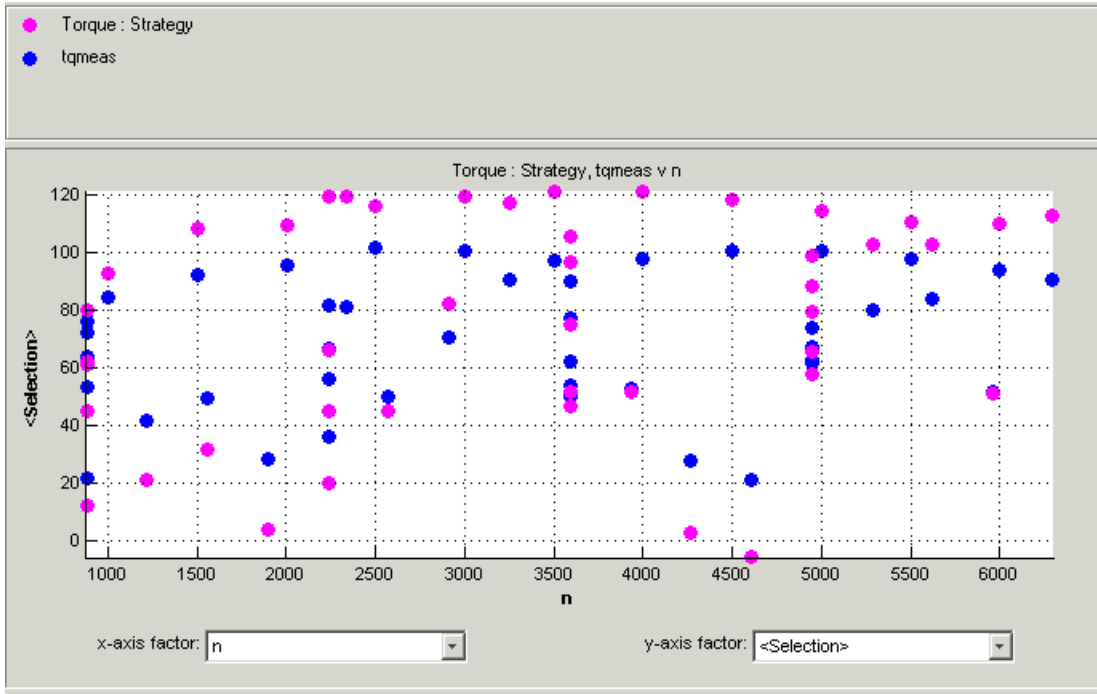 Torque : Strategy
tqmeas
Torque : Strategy, tqmeas v n
120
100
80
60
40
20
0
<Selection>
1000 1500 2000 2500 3000 3500 4000 4500 5000 5500 6000
n
x-axis factor: n y-axis factor: <Selection>